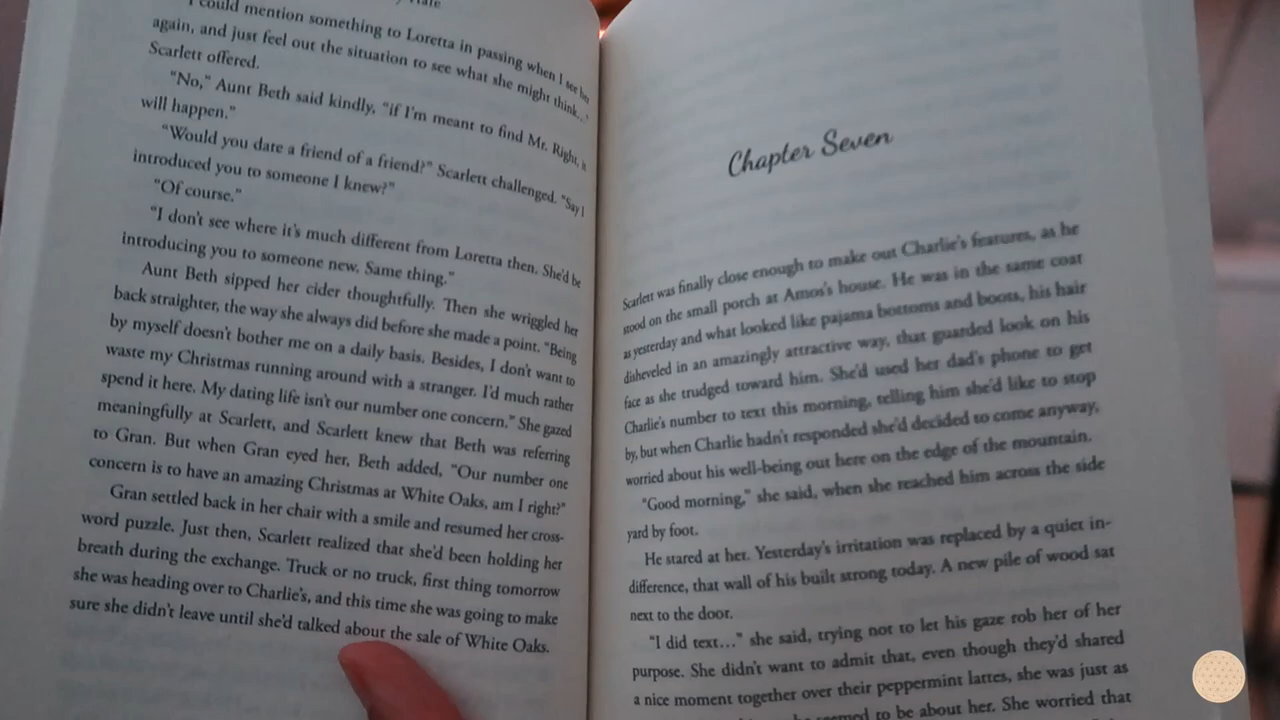 I could mention something to Loretta in passing when I see her
again, and just feel out the situation to see what she might think…"
Scarlett offered.
"No," Aunt Beth said kindly, "if I'm meant to find Mr. Right, it
will happen."
"Would you date a friend of a friend?" Scarlett challenged. "Say I
introduced you to someone I knew?"
"Of course."
"I don't see where it's much different from Loretta then. She'd be
introducing you to someone new. Same thing."
Aunt Beth sipped her cider thoughtfully. Then she wriggled her
back straighter, the way she always did before she made a point. "Being
by myself doesn't bother me on a daily basis. Besides, I don't want to
waste my Christmas running around with a stranger. I'd much rather
spend it here. My dating life isn't our number one concern." She gazed
meaningfully at Scarlett, and Scarlett knew that Beth was referring
to Gran. But when Gran eyed her, Beth added, "Our number one
concern is to have an amazing Christmas at White Oaks, am I right?"
Gran settled back in her chair with a smile and resumed her cross-
word puzzle. Just then, Scarlett realized that she'd been holding her
breath during the exchange. Truck or no truck, first thing tomorrow
she was heading over to Charlie's, and this time she was going to make
sure she didn't leave until she'd talked about the sale of White Oaks.
Chapter Seven
Scarlett was finally close enough to make out Charlie's features, as he
stood on the small porch at Amos's house. He was in the same coat
as yesterday and what looked like pajama bottoms and boots, his hair
disheveled in an amazingly attractive way, that guarded look on his
face as she trudged toward him. She'd used her dad's phone to get
Charlie's number to text this morning, telling him she'd like to stop
by, but when Charlie hadn't responded she'd decided to come anyway,
worried about his well-being out here on the edge of the mountain.
"Good morning," she said, when she reached him across the side
yard by foot.
He stared at her. Yesterday's irritation was replaced by a quiet in-
difference, that wall of his built strong today. A new pile of wood sat
next to the door.
"I did text…" she said, trying not to let his gaze rob her of her
purpose. She didn't want to admit that, even though they'd shared
a nice moment together over their peppermint lattes, she was just as
seemed to be about her. She worried that